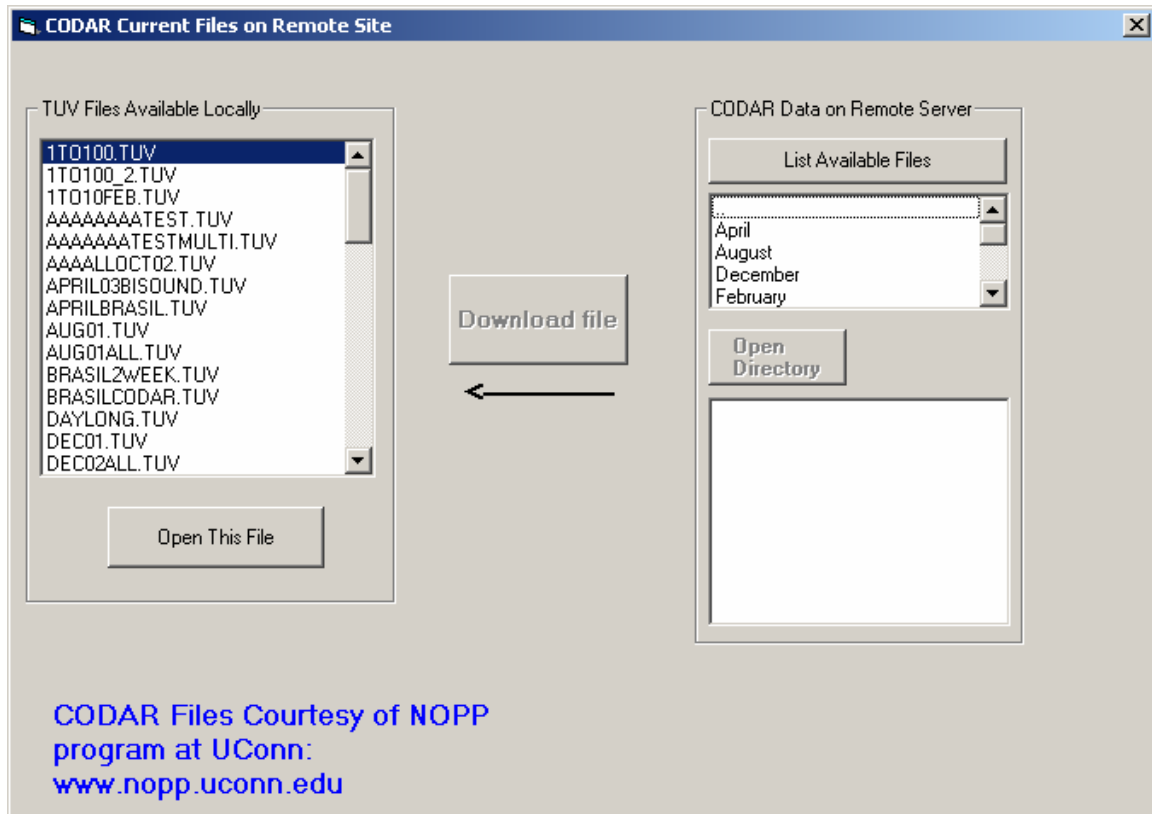 CODAR Current Files on Remote Site
TUV Files Available Locally
1TO100.TUV
1TO100_2.TUV
1TO10FEB.TUV
AAAAAAAATEST.TUV
AAAAAAATESTMULTI.TUV
AAAALLOCT02.TUV
APRIL03BISOUND.TUV
APRILBRASIL.TUV
AUG01.TUV
AUG01ALL.TUV
BRASIL2WEEK.TUV
BRASILCODAR.TUV
DAYLONG.TUV
DEC01.TUV
DEC02ALL.TUV
Open This File
Download file
CODAR Data on Remote Server
List Available Files
..
April
August
December
February
Open
Directory
CODAR Files Courtesy of NOPP
program at UConn:
www.nopp.uconn.edu